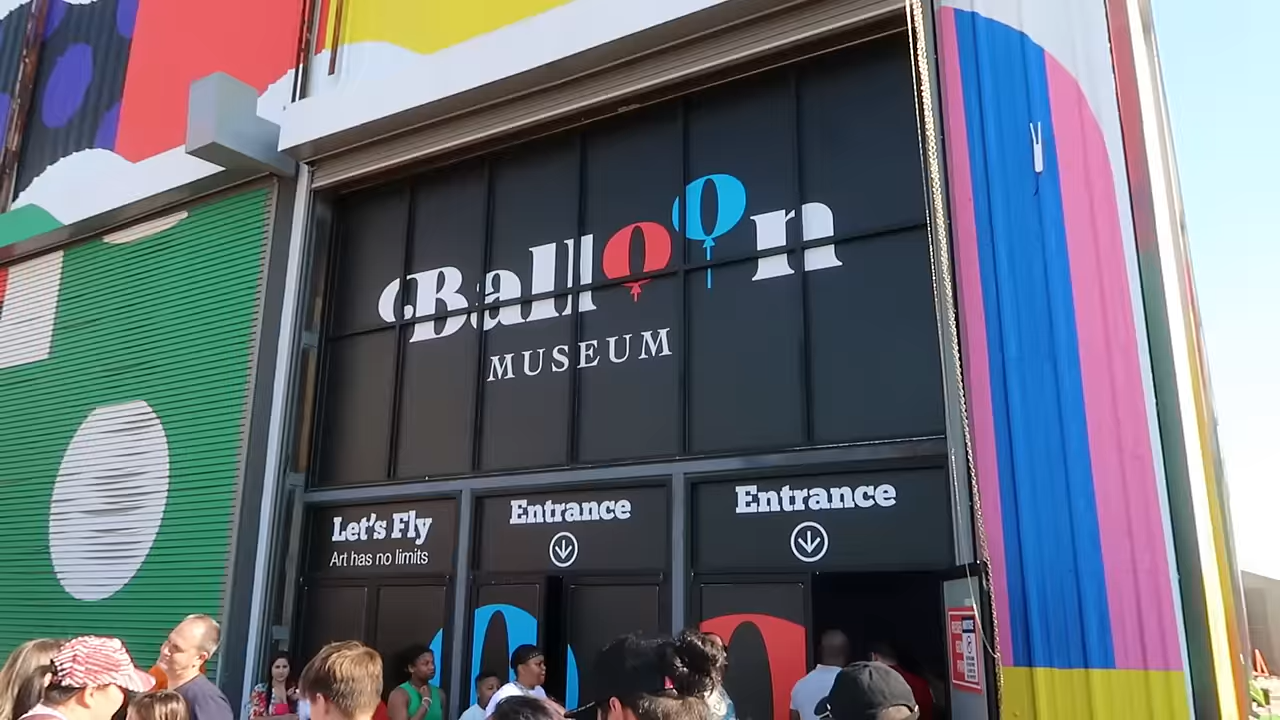 Balloon
MUSEUM
Let's Fly
Art has no limits
Entrance
Entrance